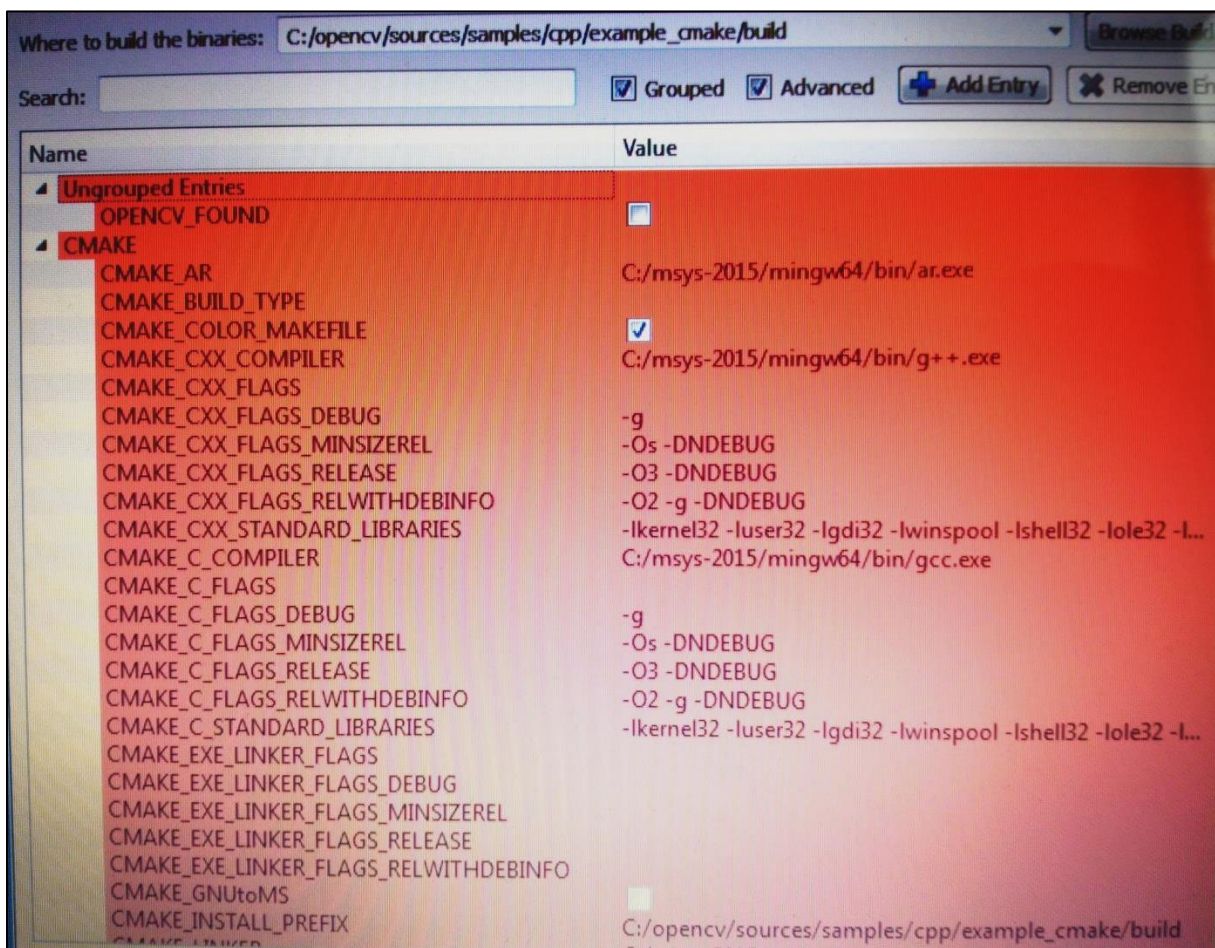 Where to build the binaries: C:/opencv/sources/samples/cpp/example_cmake/build Browse
Search: Grouped Advanced Add Entry Remove
Name Value
Ungrouped Entries
OPENCV_FOUND
CMAKE
CMAKE_AR C:/msys-2015/mingw64/bin/ar.exe
CMAKE_BUILD_TYPE
CMAKE_COLOR_MAKEFILE
CMAKE_CXX_COMPILER C:/msys-2015/mingw64/bin/g++.exe
CMAKE_CXX_FLAGS
CMAKE_CXX_FLAGS_DEBUG -g
CMAKE_CXX_FLAGS_MINSIZEREL -Os -DNDEBUG
CMAKE_CXX_FLAGS_RELEASE -O3 -DNDEBUG
CMAKE_CXX_FLAGS_RELWITHDEBINFO -O2 -g -DNDEBUG
CMAKE_CXX_STANDARD_LIBRARIES -lkernel32 -luser32 -lgdi32 -lwinspool -lshell32 -lole32 -l...
CMAKE_C_COMPILER C:/msys-2015/mingw64/bin/gcc.exe
CMAKE_C_FLAGS
CMAKE_C_FLAGS_DEBUG -g
CMAKE_C_FLAGS_MINSIZEREL -Os -DNDEBUG
CMAKE_C_FLAGS_RELEASE -O3 -DNDEBUG
CMAKE_C_FLAGS_RELWITHDEBINFO -O2 -g -DNDEBUG
CMAKE_C_STANDARD_LIBRARIES -lkernel32 -luser32 -lgdi32 -lwinspool -lshell32 -lole32 -l...
CMAKE_EXE_LINKER_FLAGS
CMAKE_EXE_LINKER_FLAGS_DEBUG
CMAKE_EXE_LINKER_FLAGS_MINSIZEREL
CMAKE_EXE_LINKER_FLAGS_RELEASE
CMAKE_EXE_LINKER_FLAGS_RELWITHDEBINFO
CMAKE_GNUtoMS
CMAKE_INSTALL_PREFIX C:/opencv/sources/samples/cpp/example_cmake/build